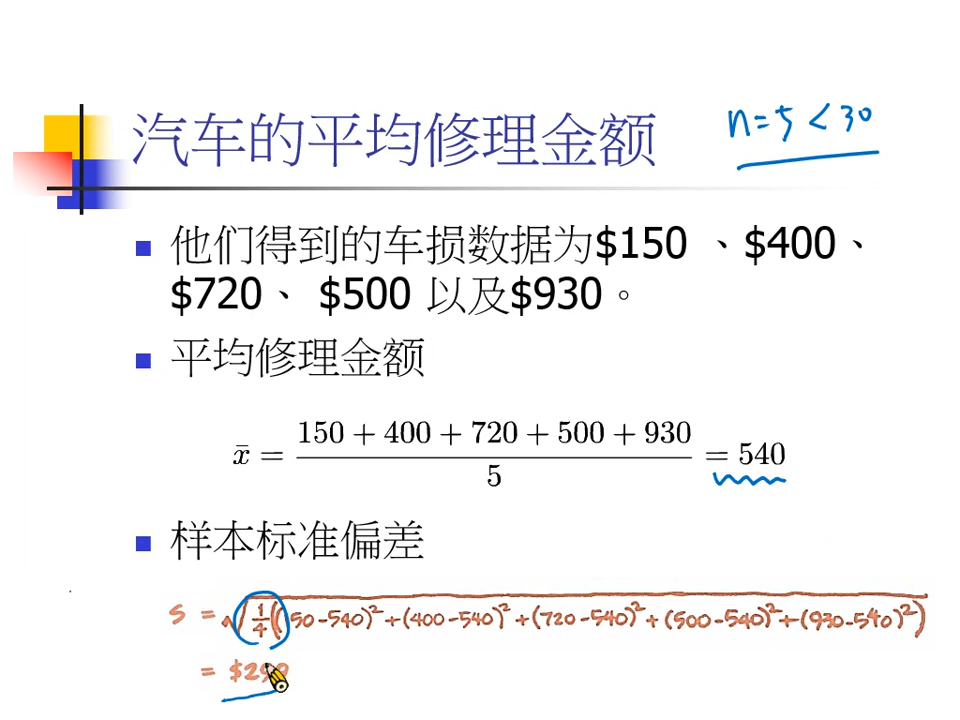 汽车的平均修理金额
n=5<30
他们得到的车损数据为$150 、$400、
$720、 $500 以及$930。
平均修理金额
x̄ = (150 + 400 + 720 + 500 + 930) / 5 = 540
样本标准偏差
s = √(1/4((150-540)²+(400-540)²+(720-540)²+(500-540)²+(930-540)²)